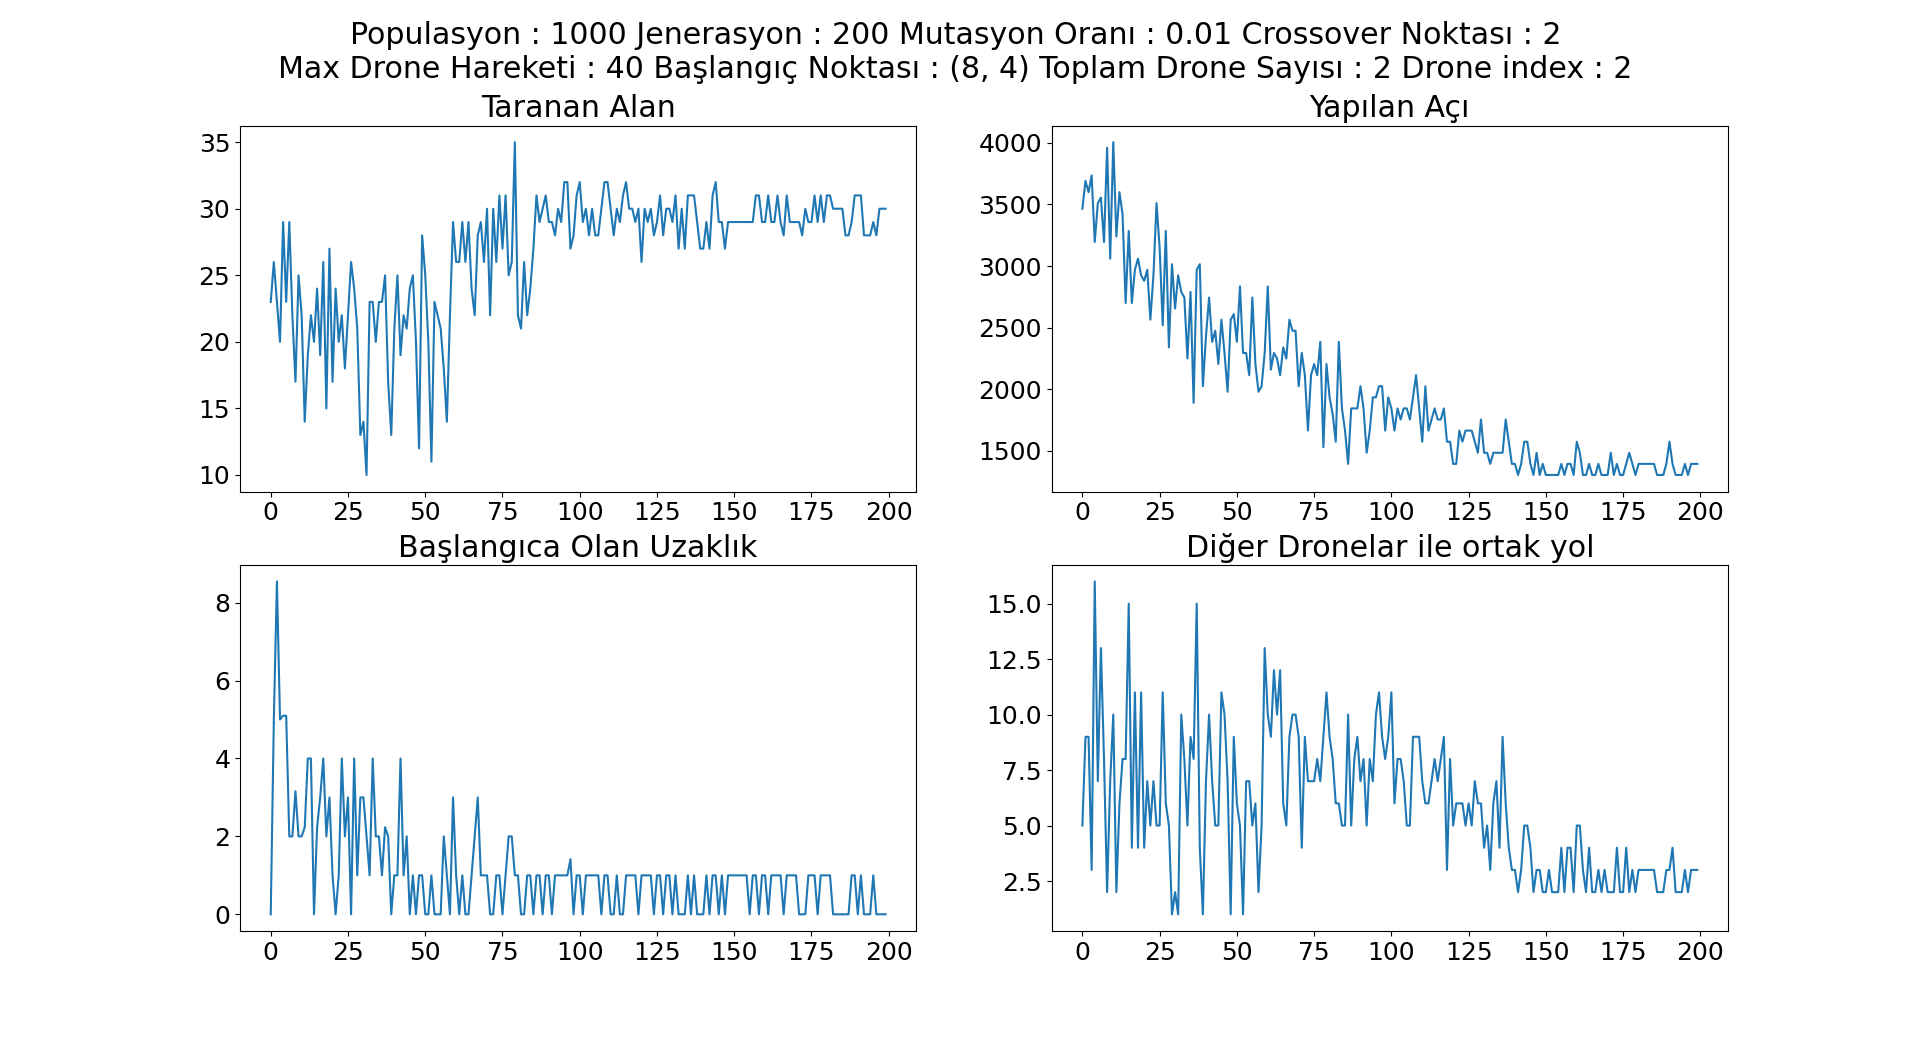 Populasyon : 1000 Jenerasyon : 200 Mutasyon Oranı : 0.01 Crossover Noktası : 2
Max Drone Hareketi : 40 Başlangıç Noktası : (8, 4) Toplam Drone Sayısı : 2 Drone index : 2
Taranan Alan
35
30
25
20
15
10
0 25 50 75 100 125 150 175 200
Yapılan Açı
4000
3500
3000
2500
2000
1500
0 25 50 75 100 125 150 175 200
Başlangıca Olan Uzaklık
8
6
4
2
0
0 25 50 75 100 125 150 175 200
Diğer Dronelar ile ortak yol
15.0
12.5
10.0
7.5
5.0
2.5
0 25 50 75 100 125 150 175 200